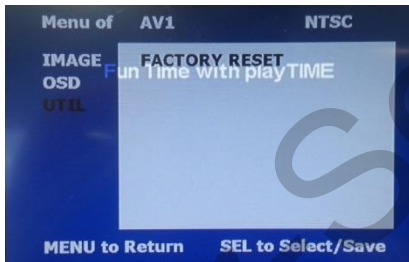 Menu of AV1 NTSC
IMAGE FACTORY RESET
Fun Time with playTIME
OSD
UTIL
MENU to Return SEL to Select/Save